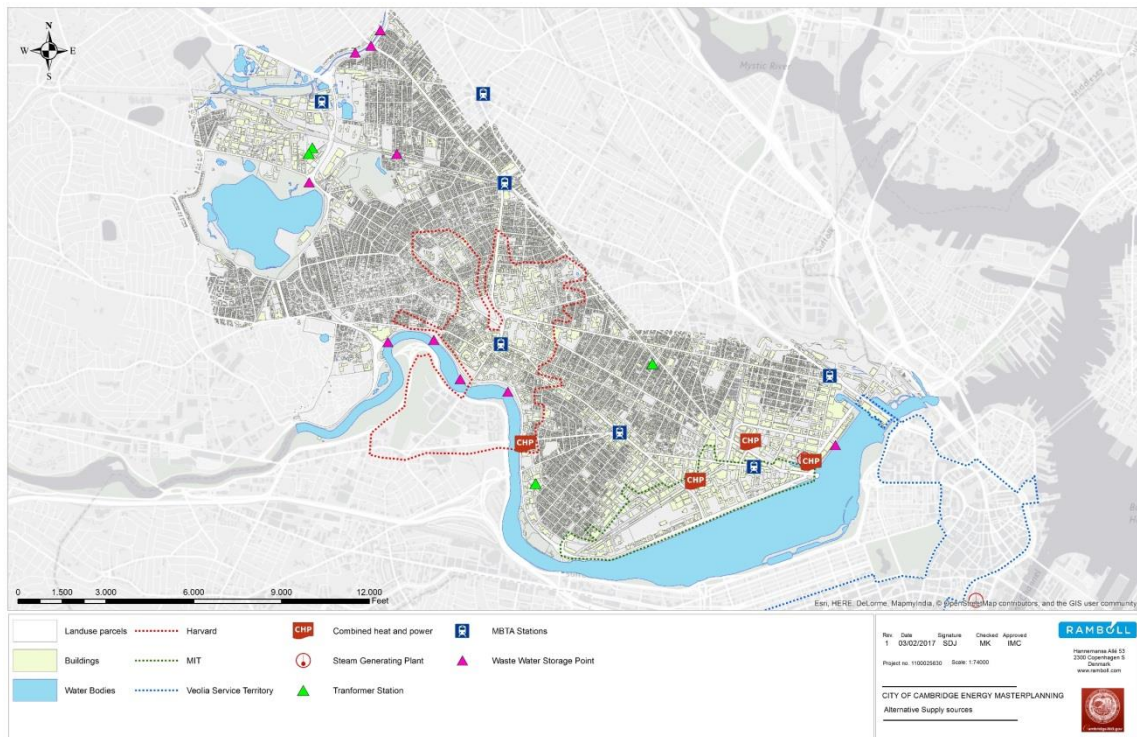 N
W E
S
Mystic River
CHP
CHP
CHP
CHP
0 1.500 3.000 6.000 9.000 12.000
Feet
Esri, HERE, DeLorme, MapmyIndia, © OpenStreetMap contributors, and the GIS user community
Landuse parcels Harvard Combined heat and power MBTA Stations
Buildings MIT Steam Generating Plant Waste Water Storage Point
Water Bodies Veolia Service Territory Tranformer Station
Rev. Date Signature Checked Approved
1 03/02/2017 SDJ MK IMC
Project no. 1100025630 Scale: 1:74000
RAMBOLL
Hannemanns Allé 53
2300 Copenhagen S
Denmark
www.ramboll.com
CITY OF CAMBRIDGE ENERGY MASTERPLANNING
Alternative Supply sources